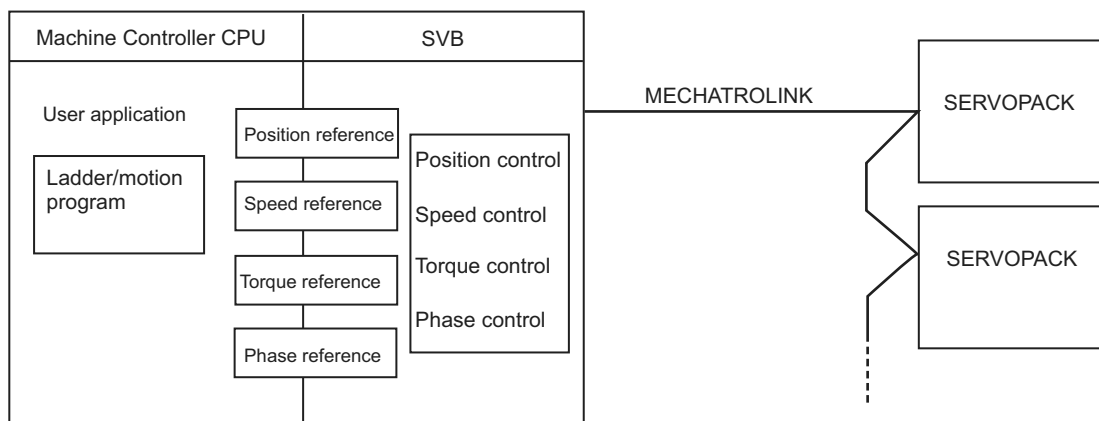 Machine Controller CPU
SVB
User application
Ladder/motion
program
Position reference
Speed reference
Torque reference
Phase reference
Position control
Speed control
Torque control
Phase control
MECHATROLINK
SERVOPACK
SERVOPACK